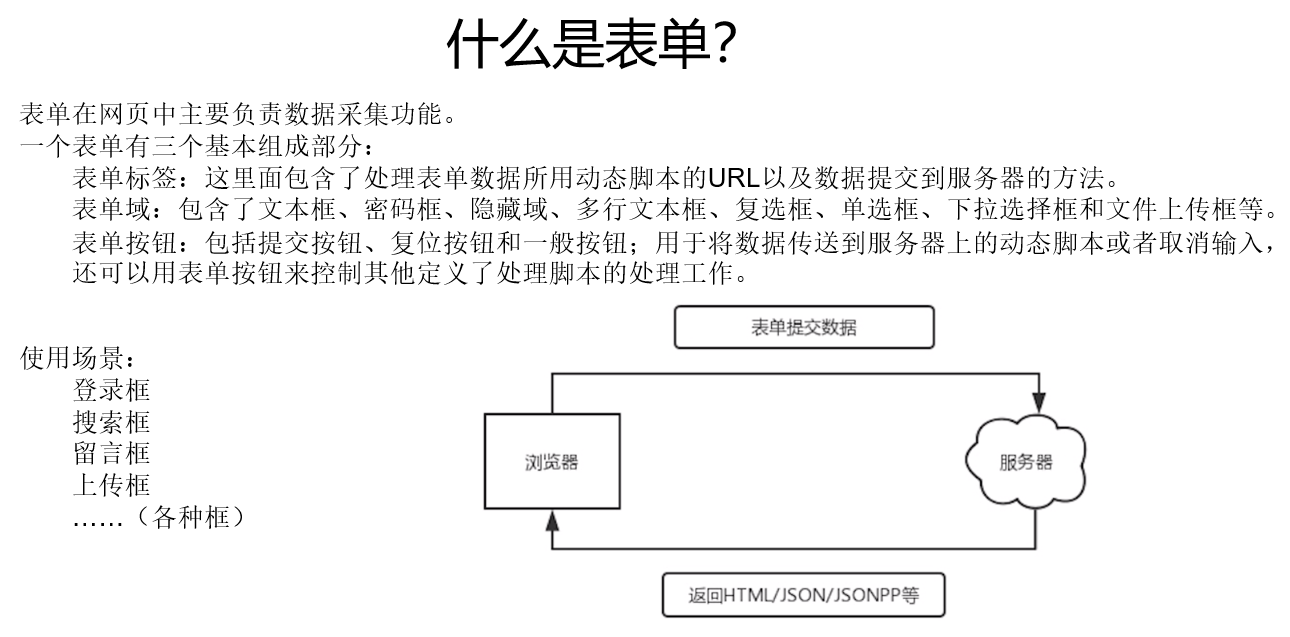 什么是表单?
表单在网页中主要负责数据采集功能。
一个表单有三个基本组成部分：
表单标签：这里面包含了处理表单数据所用动态脚本的URL以及数据提交到服务器的方法。
表单域：包含了文本框、密码框、隐藏域、多行文本框、复选框、单选框、下拉选择框和文件上传框等。
表单按钮：包括提交按钮、复位按钮和一般按钮；用于将数据传送到服务器上的动态脚本或者取消输入，
还可以用表单按钮来控制其他定义了处理脚本的处理工作。
使用场景：
登录框
搜索框
留言框
上传框
......（各种框）
表单提交数据
浏览器
服务器
返回HTML/JSON/JSONPP等